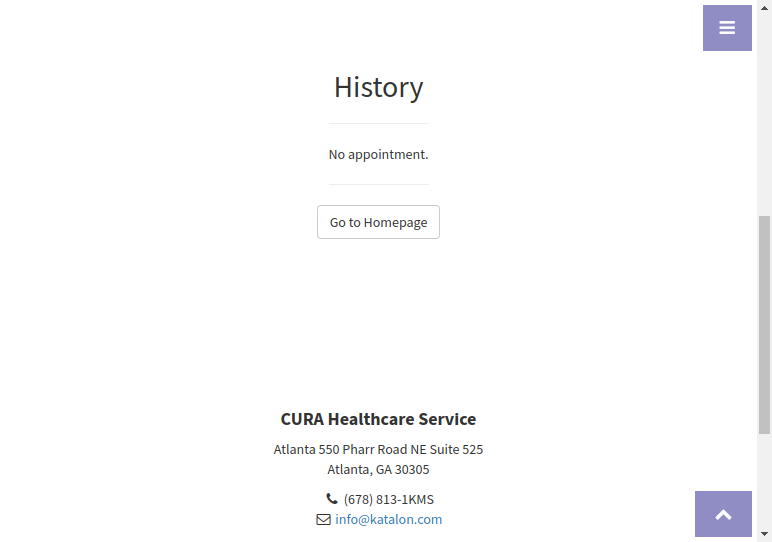 History
No appointment.
Go to Homepage
CURA Healthcare Service
Atlanta 550 Pharr Road NE Suite 525
Atlanta, GA 30305
(678) 813-1KMS
info@katalon.com